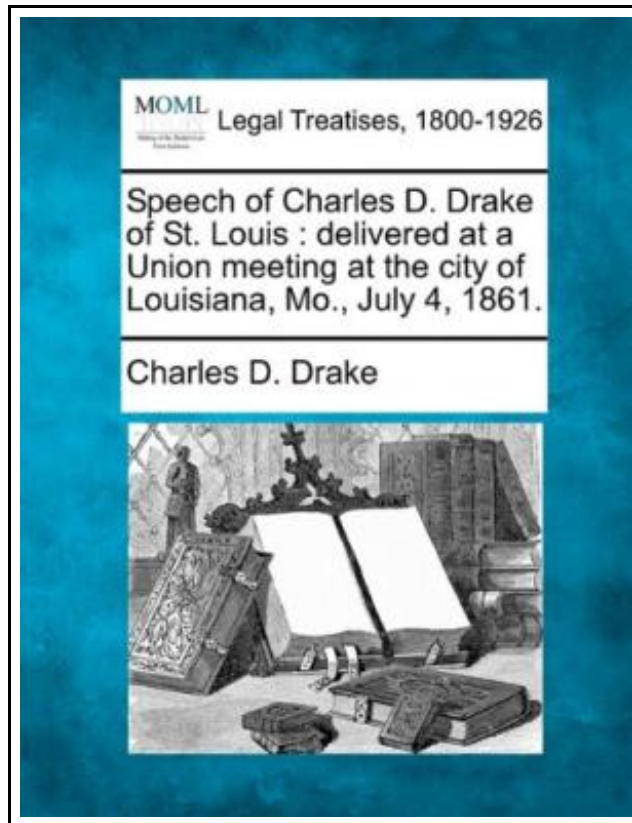 MOML
Legal Treatises, 1800-1926
Speech of Charles D. Drake
of St. Louis : delivered at a
Union meeting at the city of
Louisiana, Mo., July 4, 1861.
Charles D. Drake